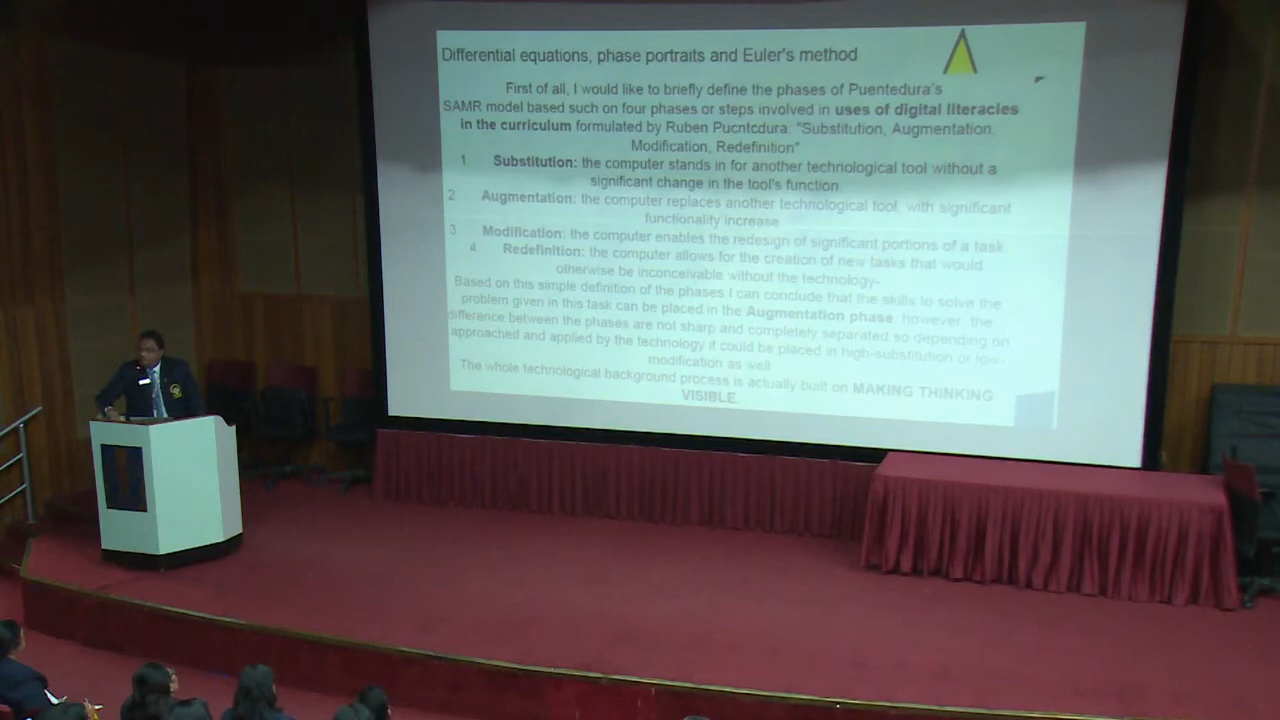 Differential equations, phase portraits and Euler's method
First of all, I would like to briefly define the phases of Puentedura's
SAMR model based such on four phases or steps involved in uses of digital literacies
in the curriculum formulated by Ruben Puentedura: "Substitution, Augmentation,
Modification, Redefinition"
1 Substitution: the computer stands in for another technological tool without a
significant change in the tool's function
2 Augmentation: the computer replaces another technological tool, with significant
functionality increase
3 Modification: the computer enables the redesign of significant portions of a task
4 Redefinition: the computer allows for the creation of new tasks that would
otherwise be inconceivable without the technology-
Based on this simple definition of the phases I can conclude that the skills to solve the
problem given in this task can be placed in the Augmentation phase, however, the
difference between the phases are not sharp and completely separated so depending on
approached and applied by the technology it could be placed in high-substitution or low-
modification as well
The whole technological background process is actually built on MAKING THINKING
VISIBLE.